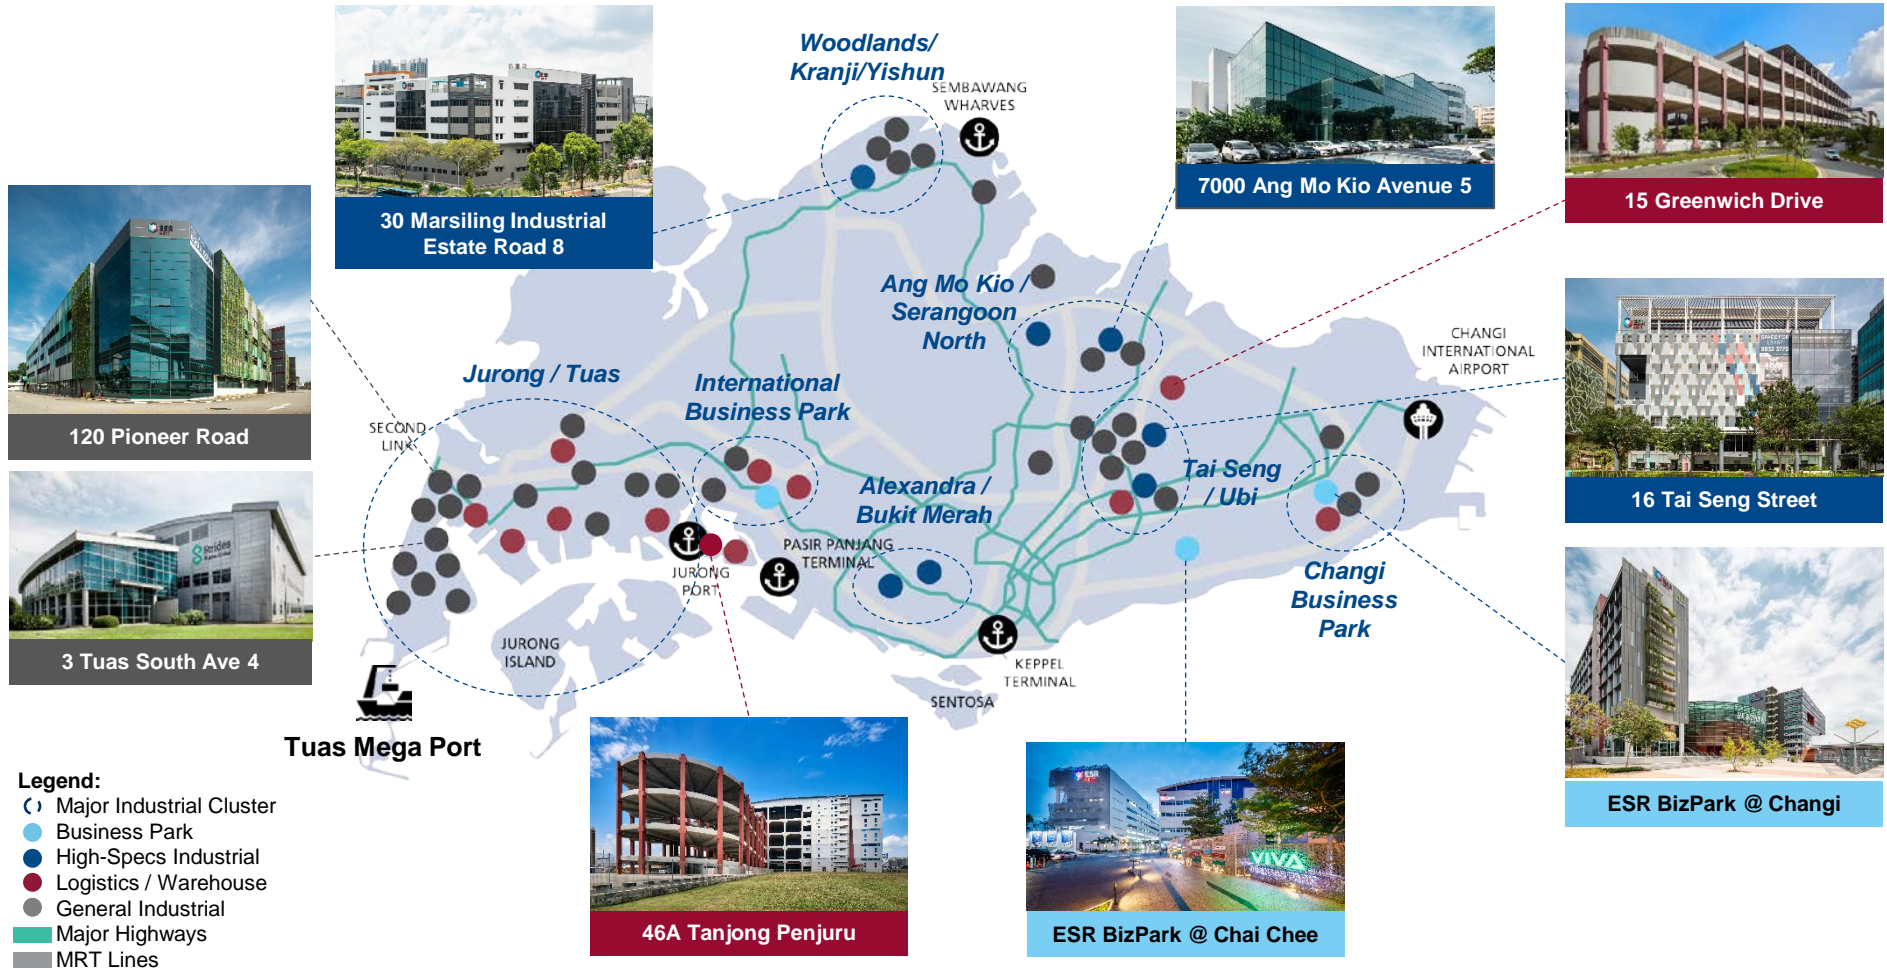 Woodlands/
Kranji/Yishun
SEMBAWANG
WHARVES
30 Marsiling Industrial
Estate Road 8
7000 Ang Mo Kio Avenue 5
15 Greenwich Drive
120 Pioneer Road
Ang Mo Kio /
Serangoon
North
CHANGI
INTERNATIONAL
AIRPORT
Jurong / Tuas
International
Business Park
SECOND
LINK
Tai Seng
/ Ubi
Alexandra /
Bukit Merah
16 Tai Seng Street
strides
3 Tuas South Ave 4
PASIR PANJANG
TERMINAL
JURONG
PORT
Changi
Business
Park
JURONG
ISLAND
KEPPEL
TERMINAL
SENTOSA
Tuas Mega Port
ESR
VIVA
46A Tanjong Penjuru
ESR BizPark @ Chai Chee
ESR BizPark @ Changi
Legend:
Major Industrial Cluster
Business Park
High-Specs Industrial
Logistics / Warehouse
General Industrial
Major Highways
MRT Lines